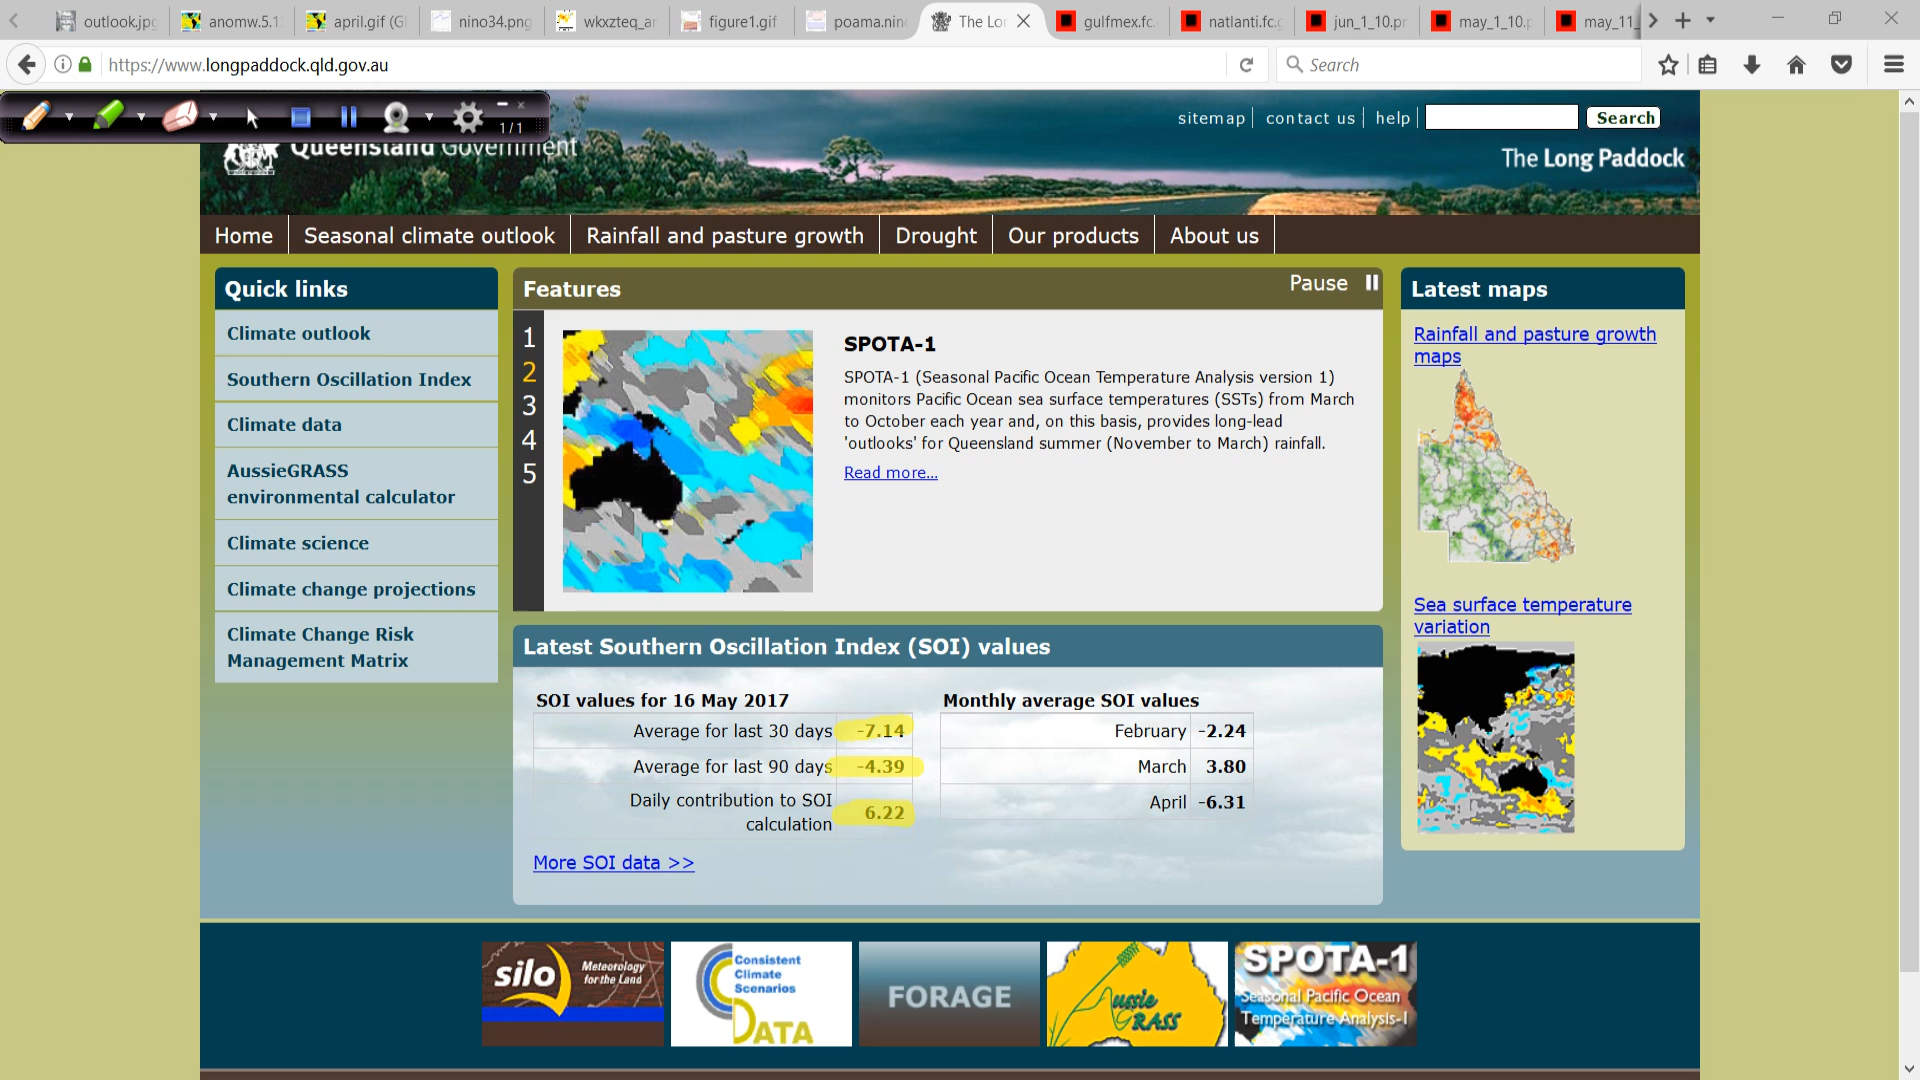 outlook.jp
anomw.5.1
april.gif (GI
nino34.png
wkxzteq_ar
figure1.gif
poama.nin
The Lo
gulfmex.fc.
natlanti.fc.g
jun_1_10.pr
may_1_10.p
may_11_
https://www.longpaddock.qld.gov.au
Search
1/1
sitemap
contact us
help
Search
Queensland Government
The Long Paddock
Home
Seasonal climate outlook
Rainfall and pasture growth
Drought
Our products
About us
Quick links
Climate outlook
Southern Oscillation Index
Climate data
AussieGRASS
environmental calculator
Climate science
Climate change projections
Climate Change Risk
Management Matrix
Features
Pause
1
2
3
4
5
SPOTA-1
SPOTA-1 (Seasonal Pacific Ocean Temperature Analysis version 1)
monitors Pacific Ocean sea surface temperatures (SSTs) from March
to October each year and, on this basis, provides long-lead
'outlooks' for Queensland summer (November to March) rainfall.
Read more...
Latest Southern Oscillation Index (SOI) values
SOI values for 16 May 2017
Average for last 30 days -7.14
Average for last 90 days -4.39
Daily contribution to SOI
calculation 6.22
Monthly average SOI values
February -2.24
March 3.80
April -6.31
More SOI data >>
Latest maps
Rainfall and pasture growth
maps
Sea surface temperature
variation
silo
Meteorology
for the Land
Consistent
Climate
Scenarios
DATA
FORAGE
Aussie
GRASS
SPOTA-1
Seasonal Pacific Ocean
Temperature Analysis-1